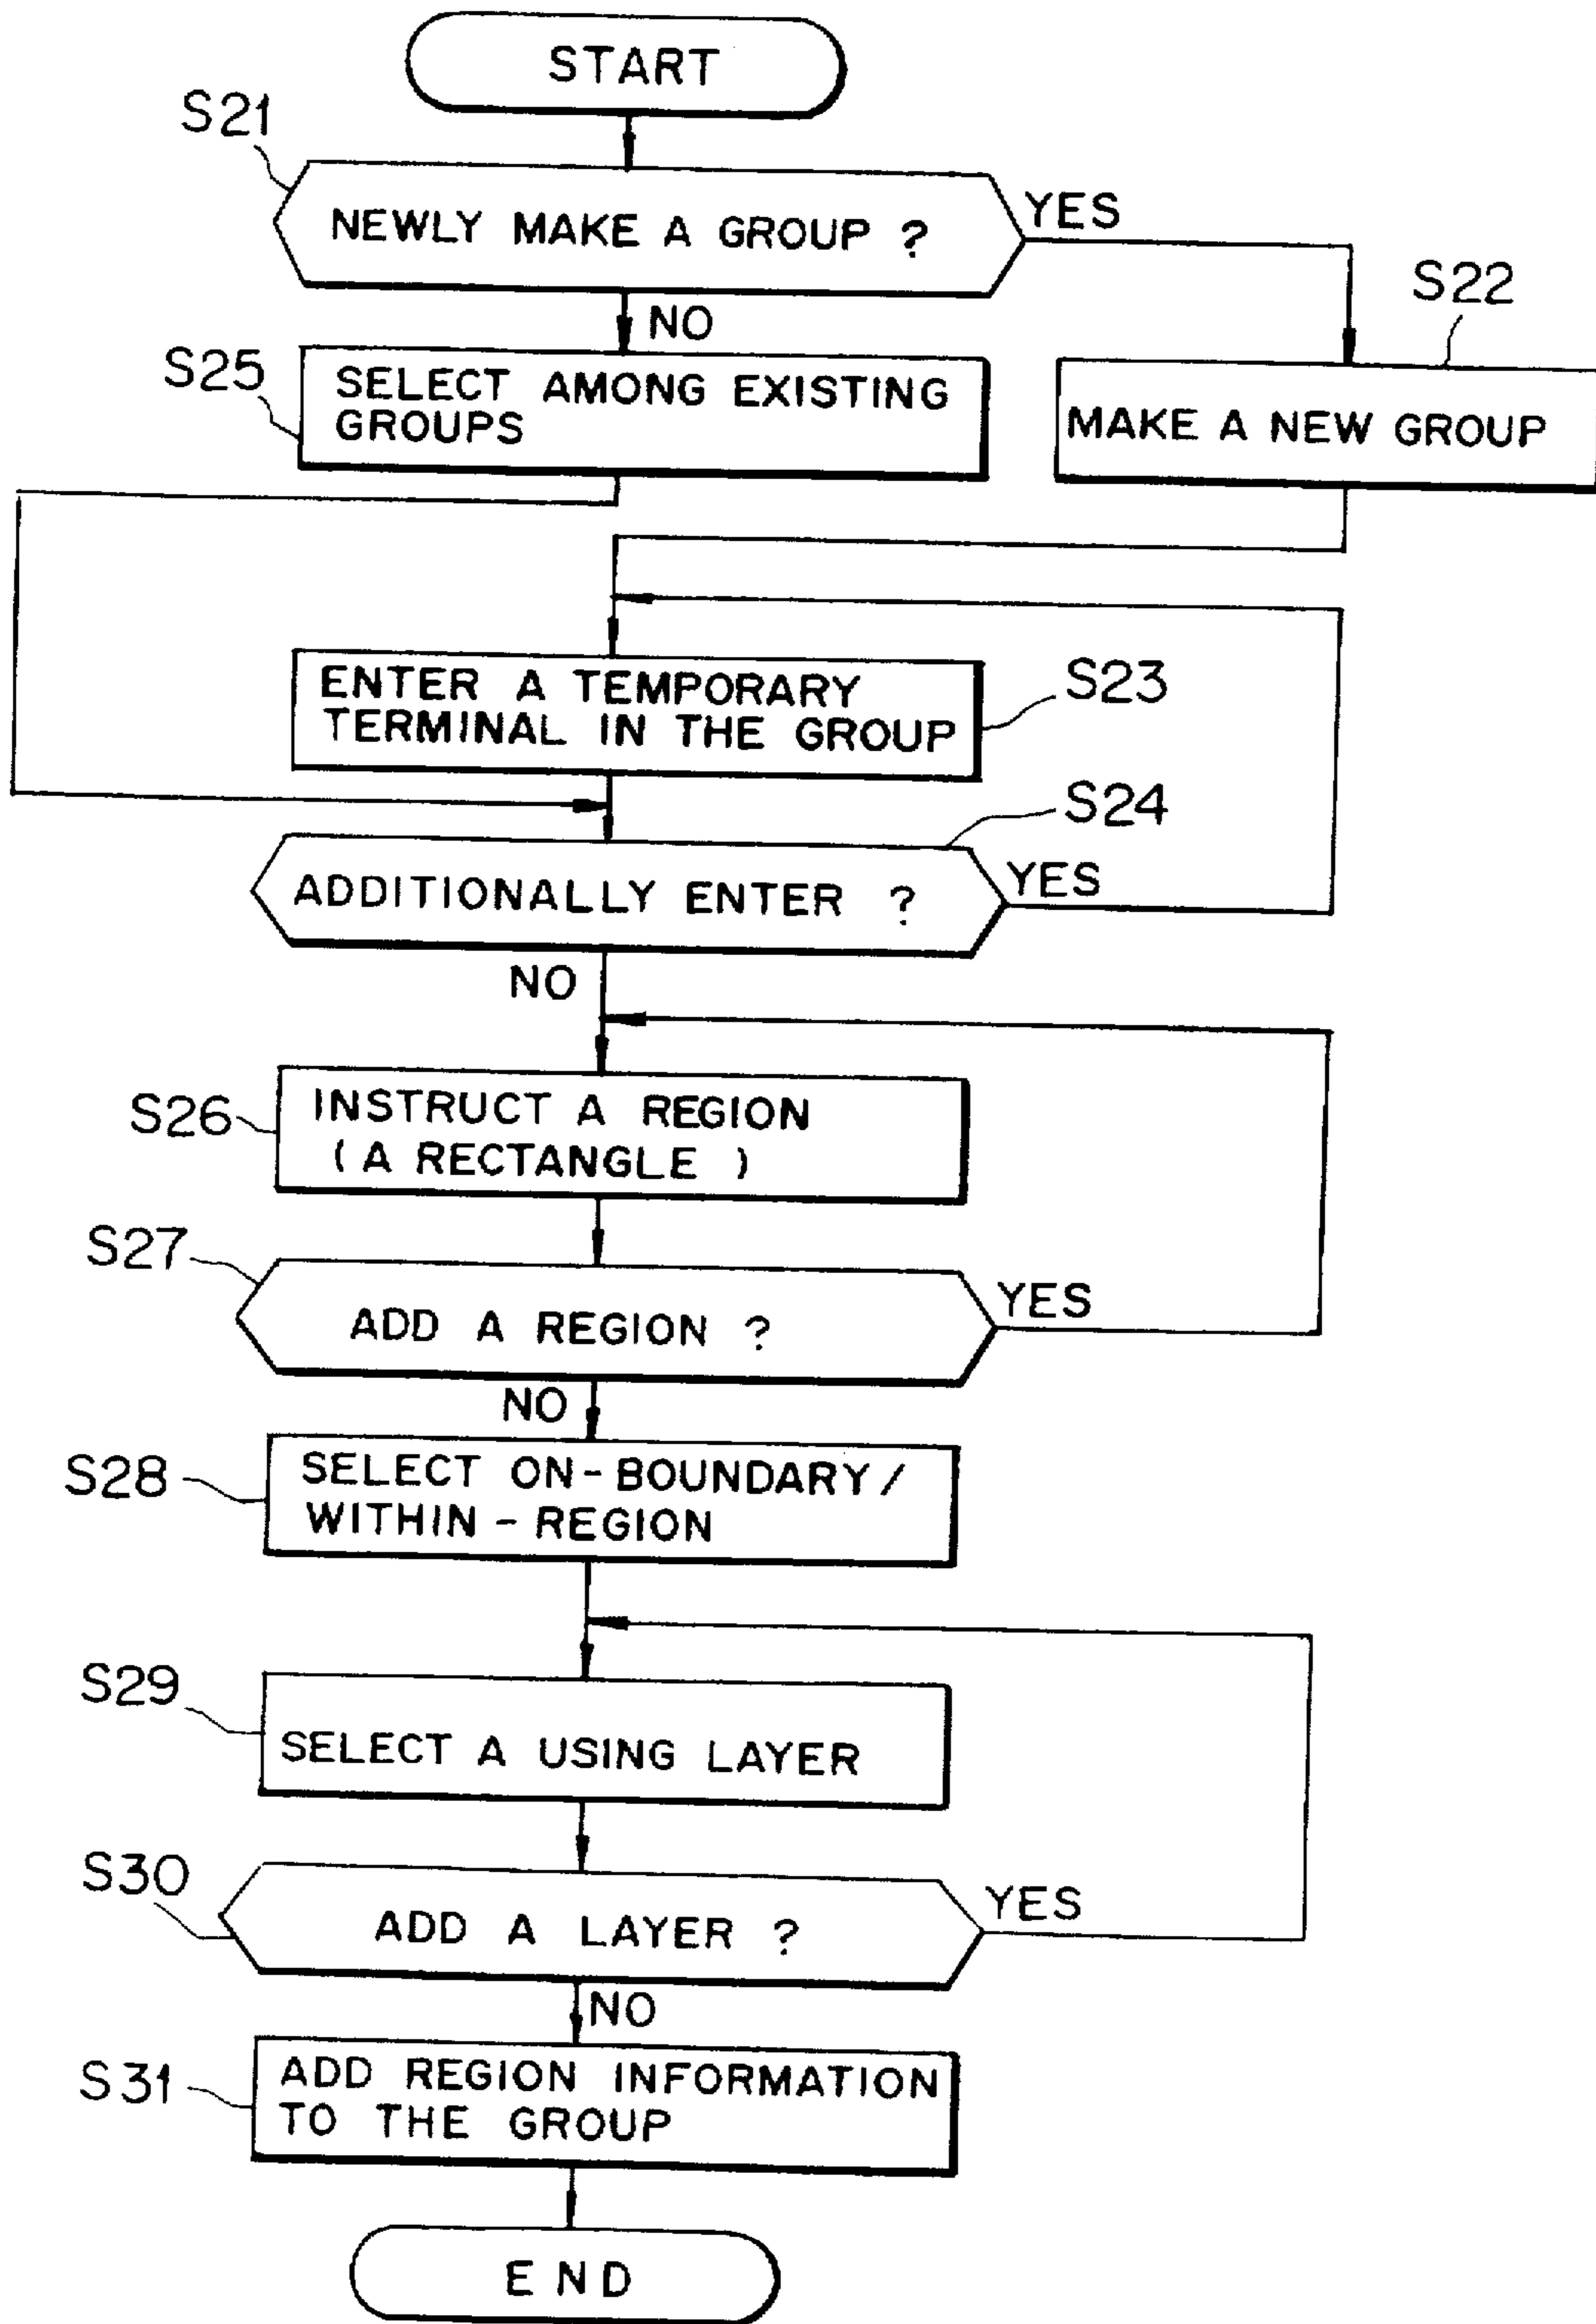 START
S21
NEWLY MAKE A GROUP ?
YES
NO
S22
S25
SELECT AMONG EXISTING
GROUPS
MAKE A NEW GROUP
ENTER A TEMPORARY
TERMINAL IN THE GROUP
S23
S24
ADDITIONALLY ENTER ?
YES
NO
S26
INSTRUCT A REGION
( A RECTANGLE )
S27
ADD A REGION ?
YES
NO
S28
SELECT ON-BOUNDARY /
WITHIN - REGION
S29
SELECT A USING LAYER
S30
ADD A LAYER ?
YES
NO
S31
ADD REGION INFORMATION
TO THE GROUP
END